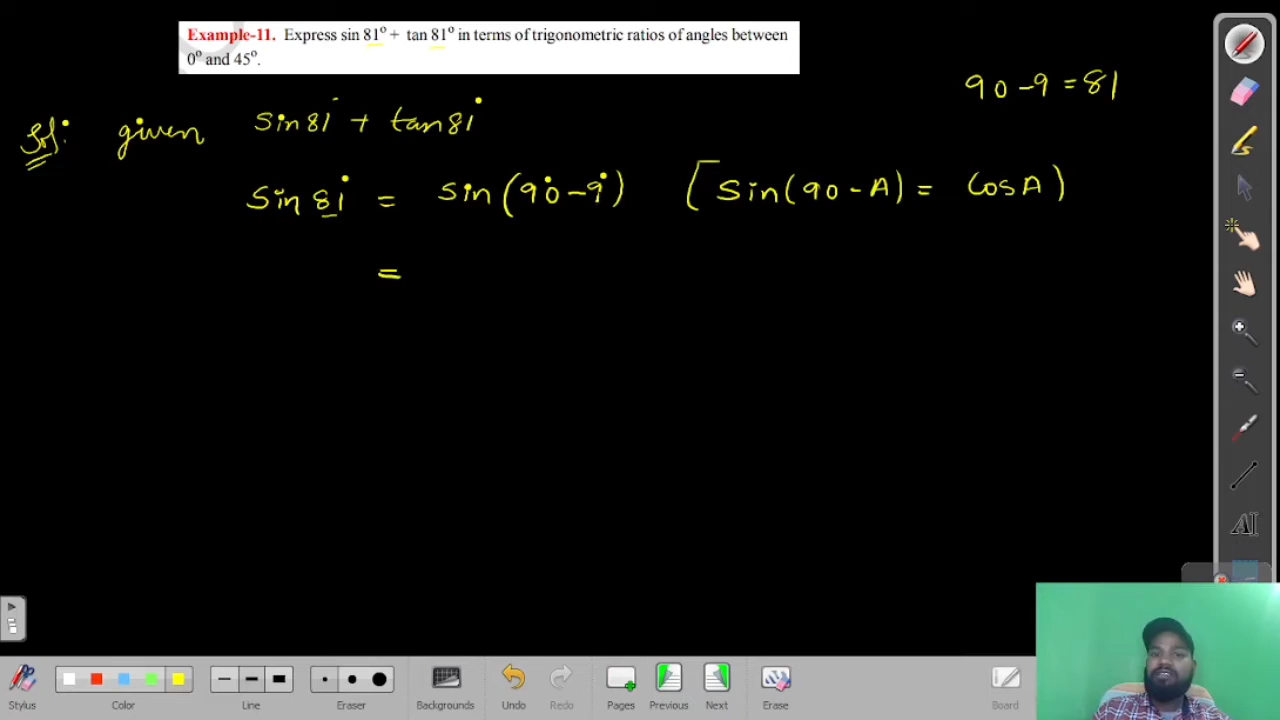 Example-11. Express sin 81° + tan 81° in terms of trigonometric ratios of angles between
0° and 45°.
90 - 9 = 81
Sol: given sin 81° + tan 81°
sin 81° = sin (90° - 9°) [sin(90 - A) = cos A)
=
AI
Stylus
Color
Line
Eraser
Backgrounds
Undo
Redo
Pages
Previous
Next
Erase
Board